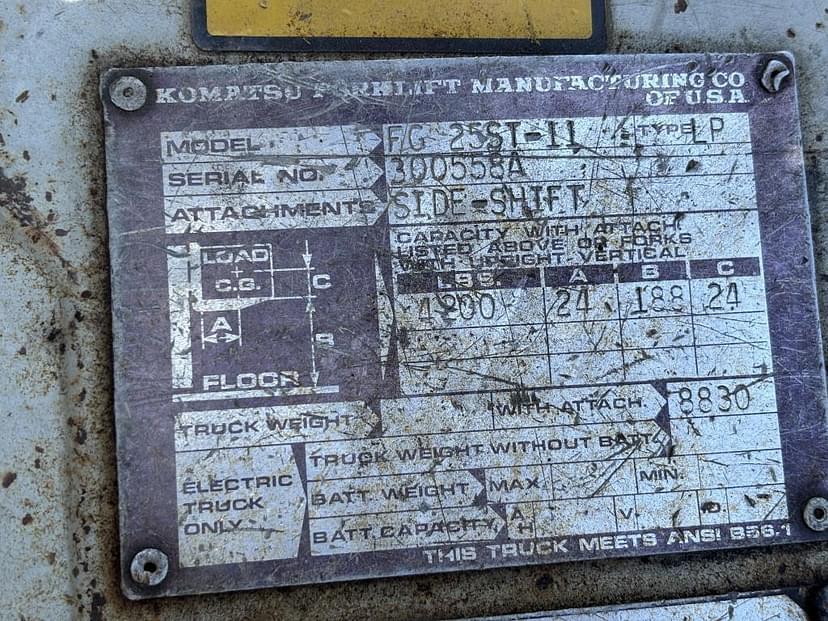 KOMATSU FORKLIFT MANUFACTURING CO
OF U.S.A.
MODEL FG 25ST-11 TYPE LP
SERIAL NO. 300558A
ATTACHMENTS SIDE-SHIFT
CAPACITY WITH ATTACH.
LISTED ABOVE OR FORKS
WITH UPRIGHT VERTICAL
LOAD
C.G. C
A
B
FLOOR
LBS. A B C
4200 24 188 24
TRUCK WEIGHT WITH ATTACH 8830
ELECTRIC
TRUCK
ONLY
TRUCK WEIGHT WITHOUT BATT.
BATT. WEIGHT MAX. MIN.
BATT. CAPACITY A
H V.
THIS TRUCK MEETS ANSI B56.1